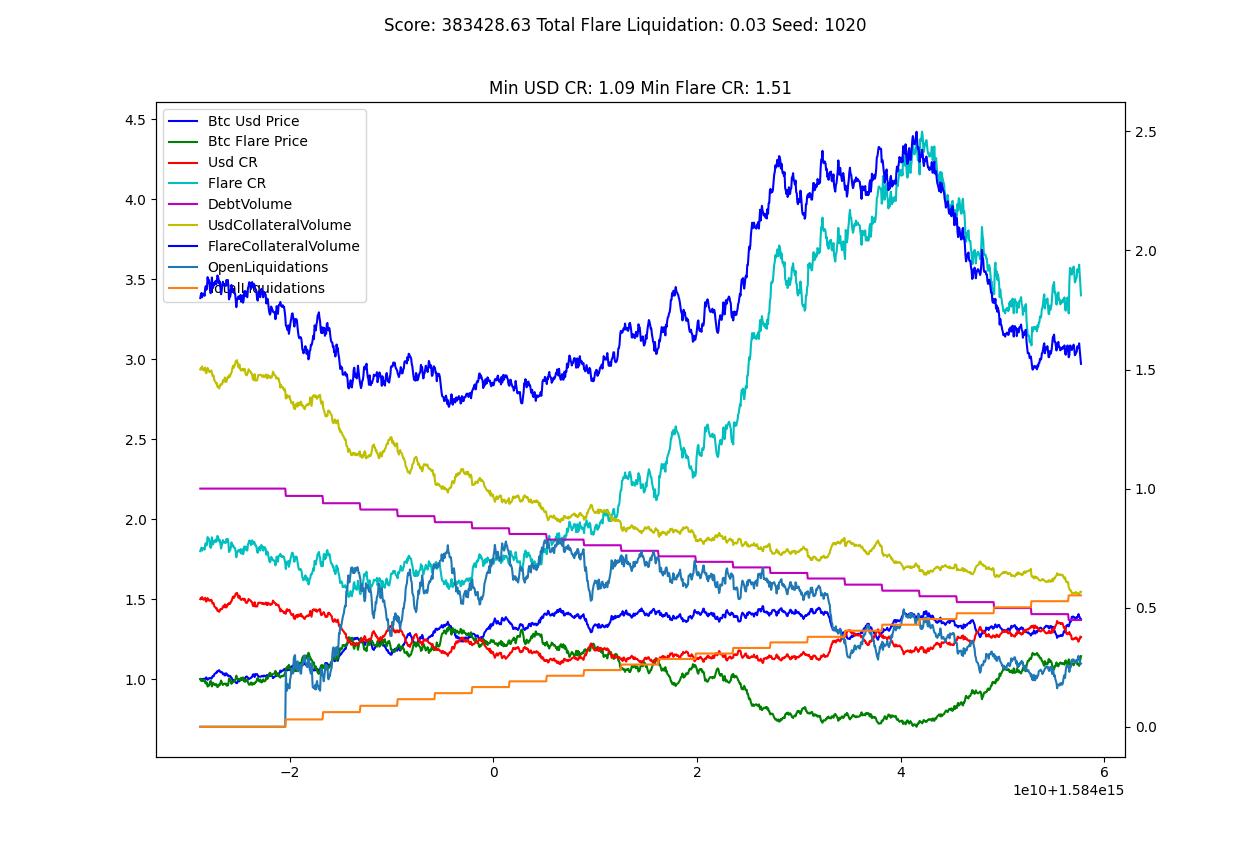 Score: 383428.63 Total Flare Liquidation: 0.03 Seed: 1020
Min USD CR: 1.09 Min Flare CR: 1.51
Btc Usd Price
Btc Flare Price
Usd CR
Flare CR
DebtVolume
UsdCollateralVolume
FlareCollateralVolume
OpenLiquidations
TotalLiquidations
4.5
4.0
3.5
3.0
2.5
2.0
1.5
1.0
2.5
2.0
1.5
1.0
0.5
0.0
−2
0
2
4
6
1e10+1.584e15